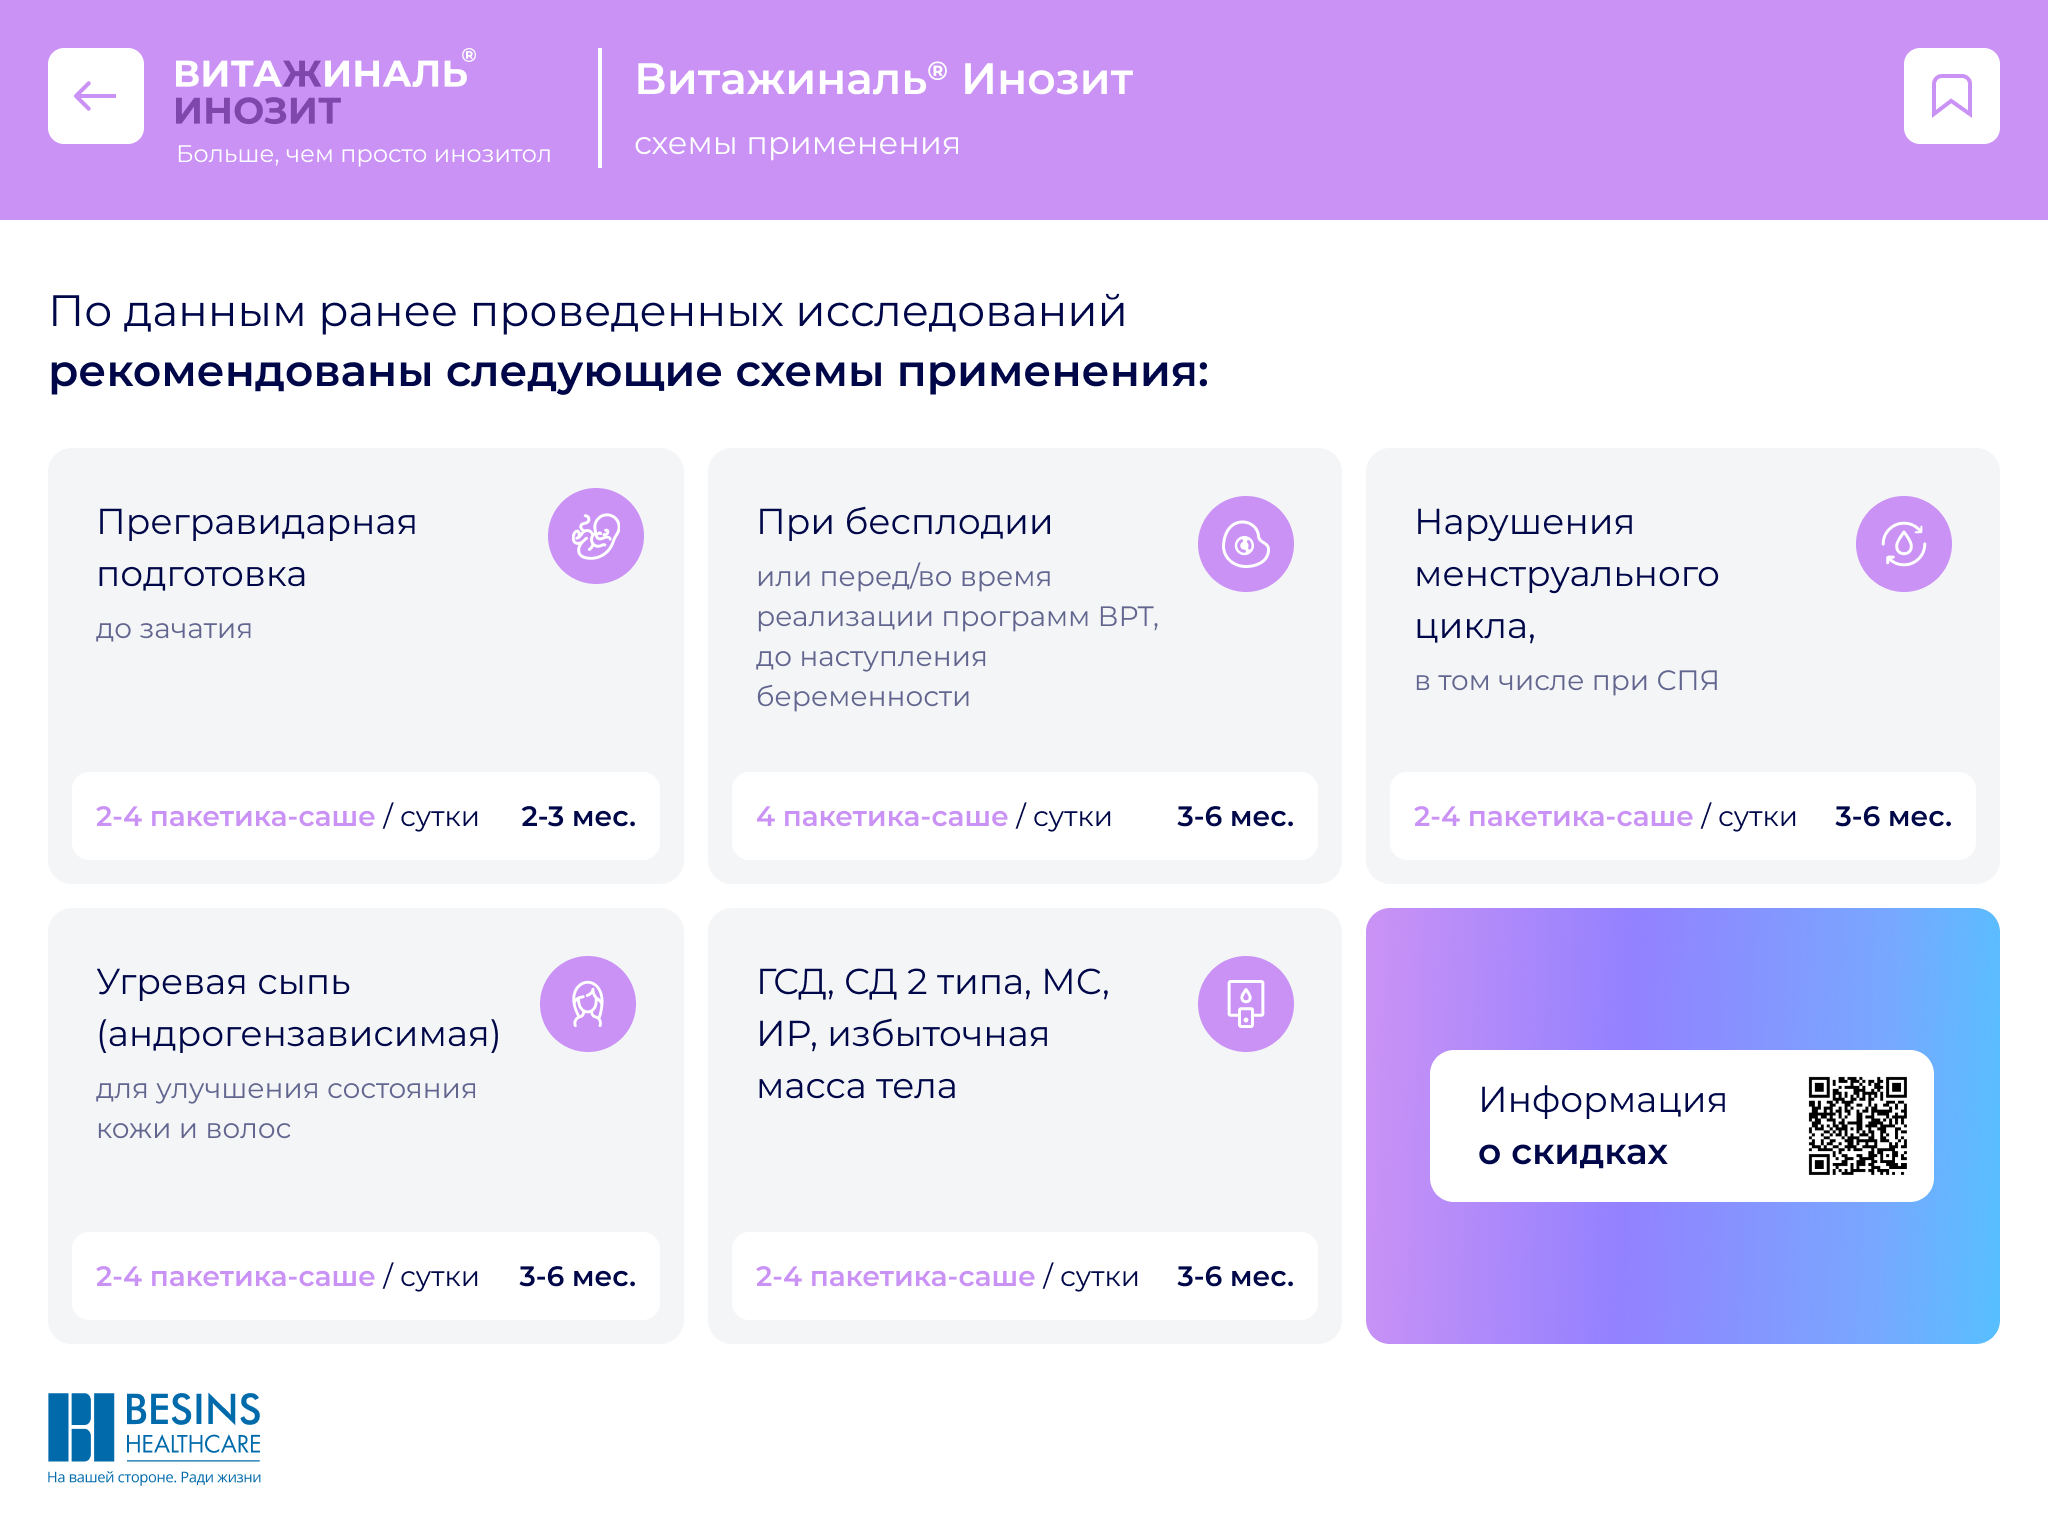 ВИТАЖИНАЛЬ®
ИНОЗИТ
Больше, чем просто инозитол
Витажиналь® Инозит
схемы применения
По данным ранее проведенных исследований
рекомендованы следующие схемы применения:
Прегравидарная
подготовка
до зачатия
2-4 пакетика-саше / сутки 2-3 мес.
При бесплодии
или перед/во время
реализации программ ВРТ,
до наступления
беременности
4 пакетика-саше / сутки 3-6 мес.
Нарушения
менструального
цикла,
в том числе при СПЯ
2-4 пакетика-саше / сутки 3-6 мес.
Угревая сыпь
(андрогензависимая)
для улучшения состояния
кожи и волос
2-4 пакетика-саше / сутки 3-6 мес.
ГСД, СД 2 типа, МС,
ИР, избыточная
масса тела
2-4 пакетика-саше / сутки 3-6 мес.
Информация
о скидках
BESINS
HEALTHCARE
На вашей стороне. Ради жизни